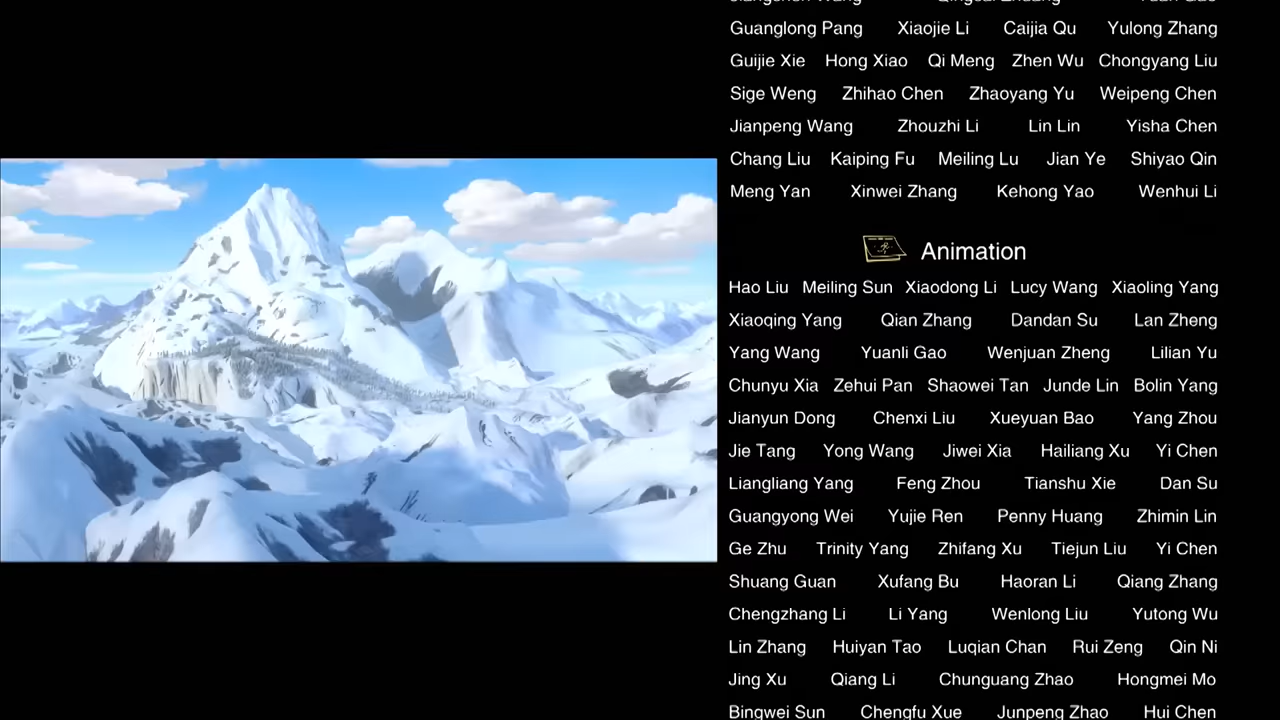 Guanglong Pang Xiaojie Li Caijia Qu Yulong Zhang
Guijie Xie Hong Xiao Qi Meng Zhen Wu Chongyang Liu
Sige Weng Zhihao Chen Zhaoyang Yu Weipeng Chen
Jianpeng Wang Zhouzhi Li Lin Lin Yisha Chen
Chang Liu Kaiping Fu Meiling Lu Jian Ye Shiyao Qin
Meng Yan Xinwei Zhang Kehong Yao Wenhui Li
Animation
Hao Liu Meiling Sun Xiaodong Li Lucy Wang Xiaoling Yang
Xiaoqing Yang Qian Zhang Dandan Su Lan Zheng
Yang Wang Yuanli Gao Wenjuan Zheng Lilian Yu
Chunyu Xia Zehui Pan Shaowei Tan Junde Lin Bolin Yang
Jianyun Dong Chenxi Liu Xueyuan Bao Yang Zhou
Jie Tang Yong Wang Jiwei Xia Hailiang Xu Yi Chen
Liangliang Yang Feng Zhou Tianshu Xie Dan Su
Guangyong Wei Yujie Ren Penny Huang Zhimin Lin
Ge Zhu Trinity Yang Zhifang Xu Tiejun Liu Yi Chen
Shuang Guan Xufang Bu Haoran Li Qiang Zhang
Chengzhang Li Li Yang Wenlong Liu Yutong Wu
Lin Zhang Huiyan Tao Luqian Chan Rui Zeng Qin Ni
Jing Xu Qiang Li Chunguang Zhao Hongmei Mo
Bingwei Sun Chengfu Xue Junpeng Zhao Hui Chen